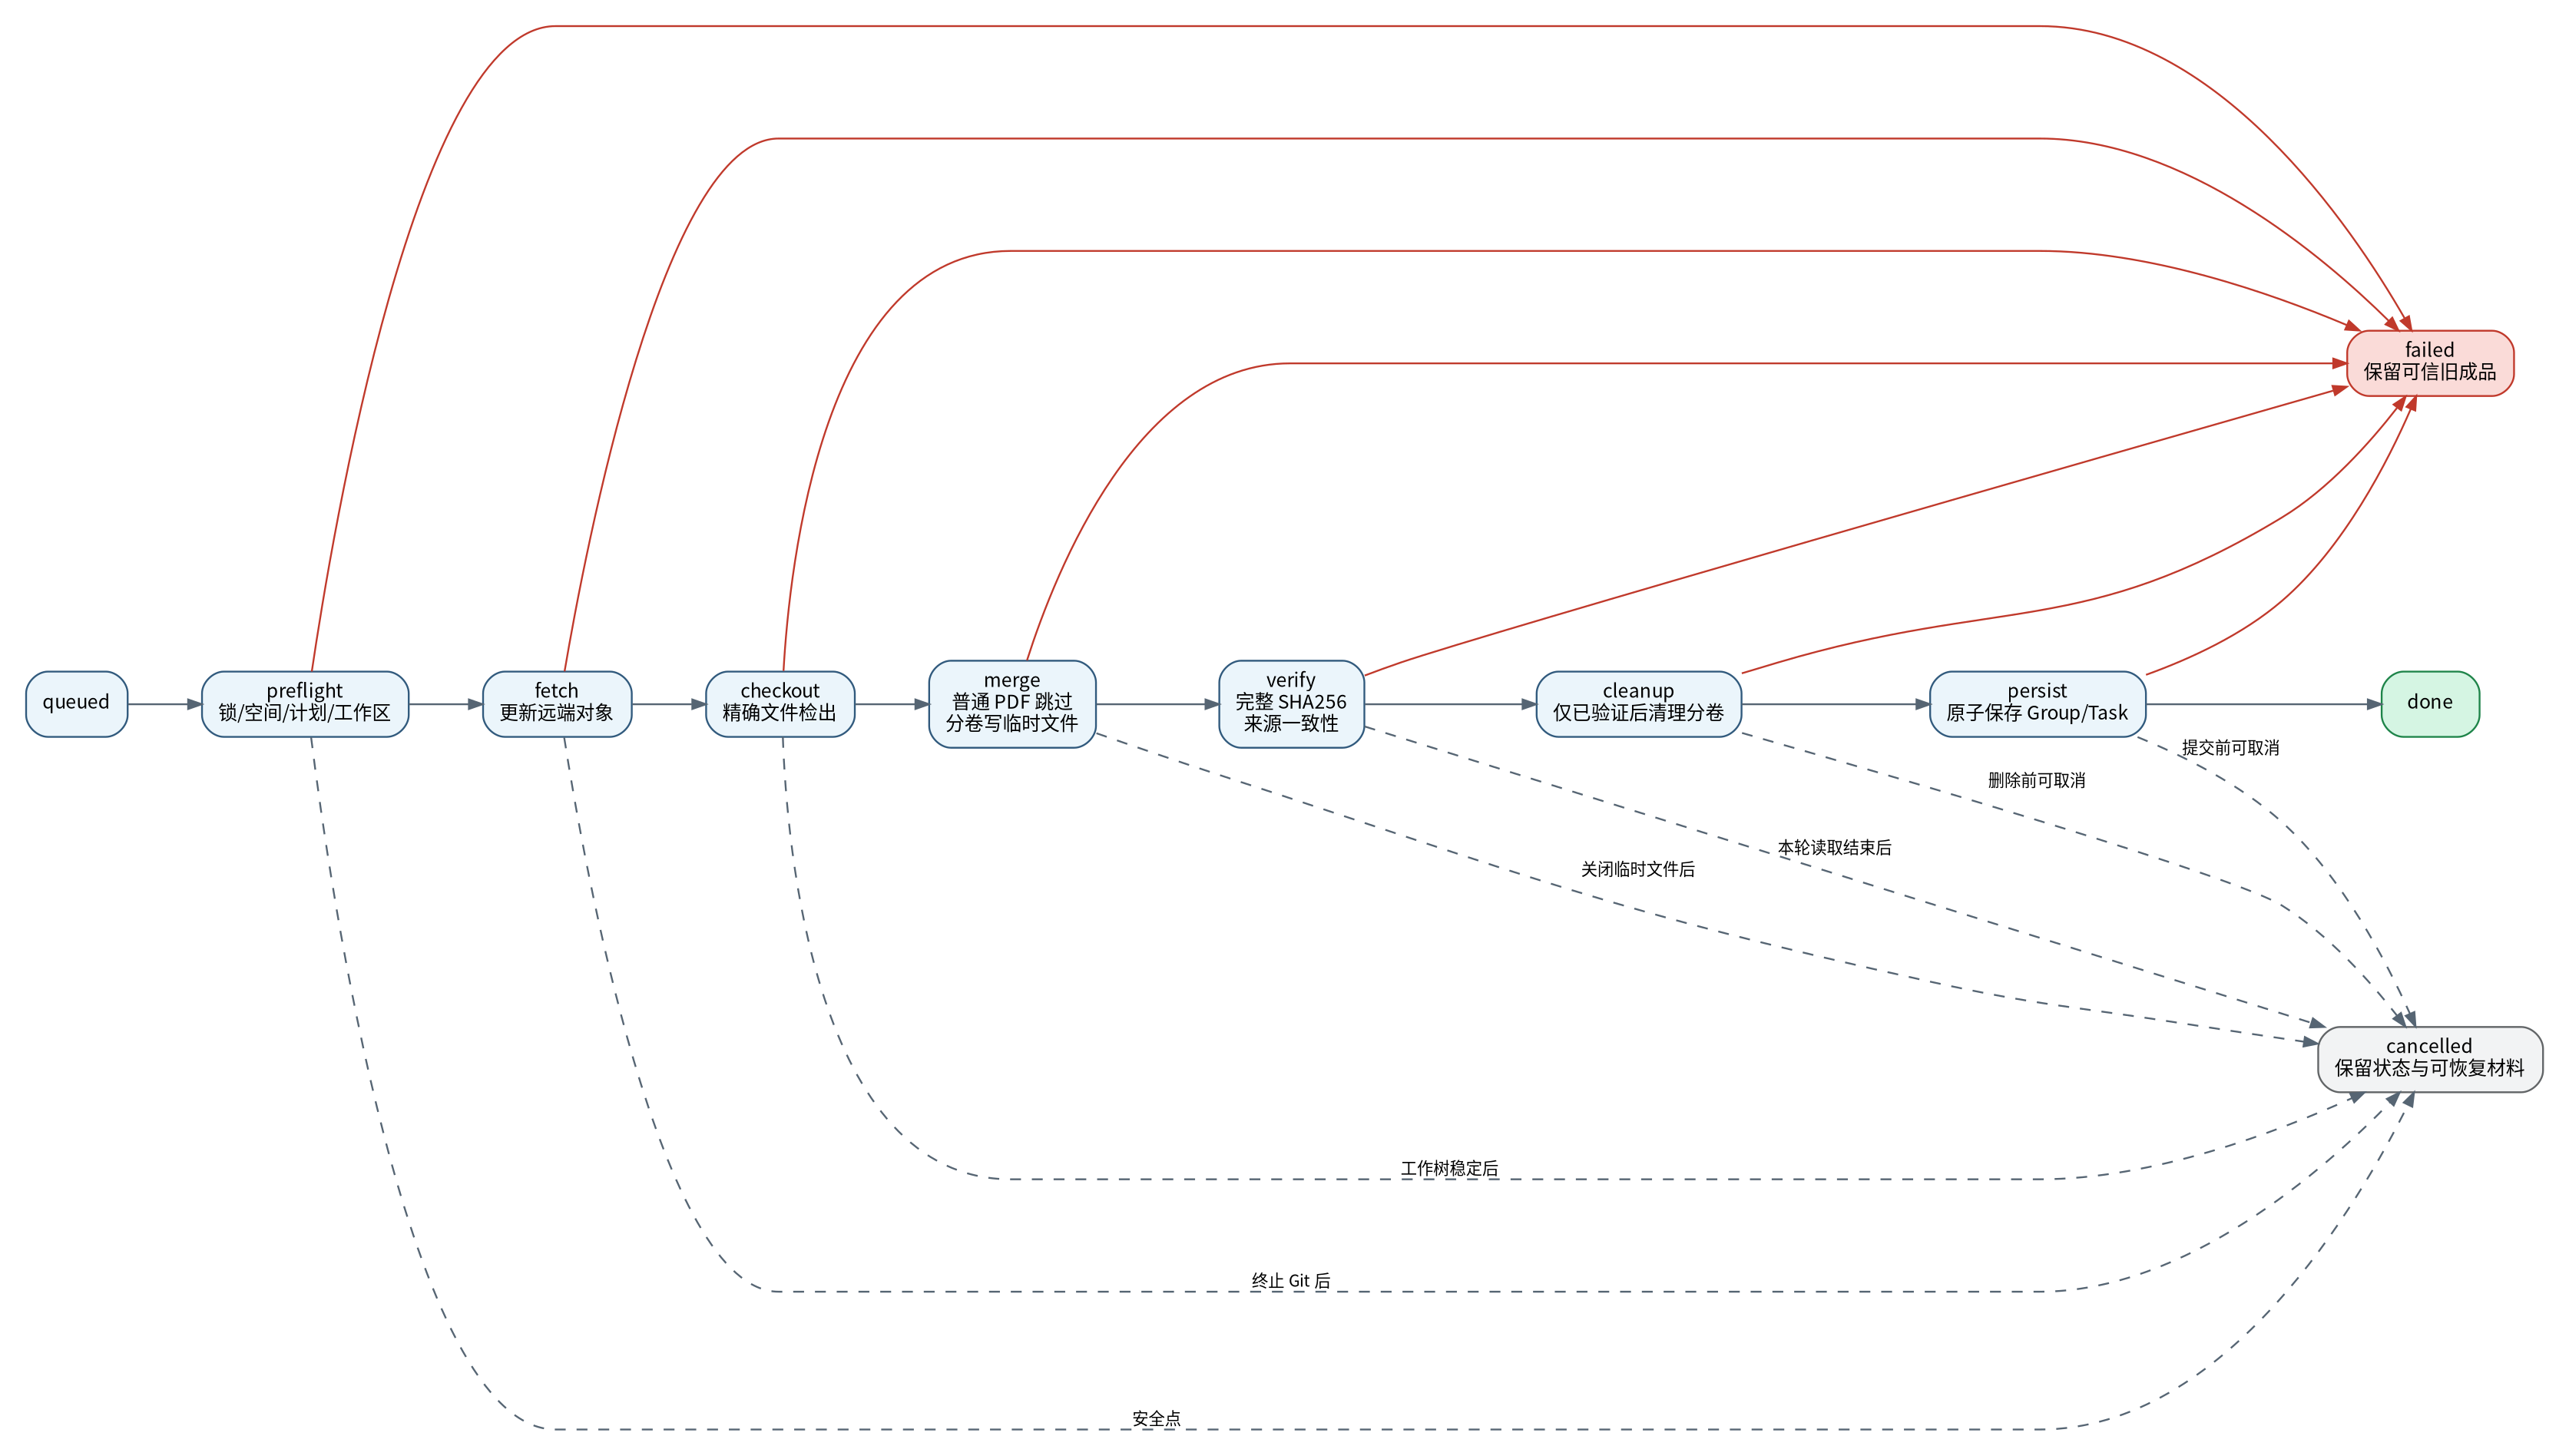 failed
保留可信旧成品
queued
preflight
锁/空间/计划/工作区
fetch
更新远端对象
checkout
精确文件检出
merge
普通 PDF 跳过
分卷写临时文件
verify
完整 SHA256
来源一致性
cleanup
仅已验证后清理分卷
persist
原子保存 Group/Task
done
提交前可取消
删除前可取消
本轮读取结束后
关闭临时文件后
cancelled
保留状态与可恢复材料
工作树稳定后
终止 Git 后
安全点